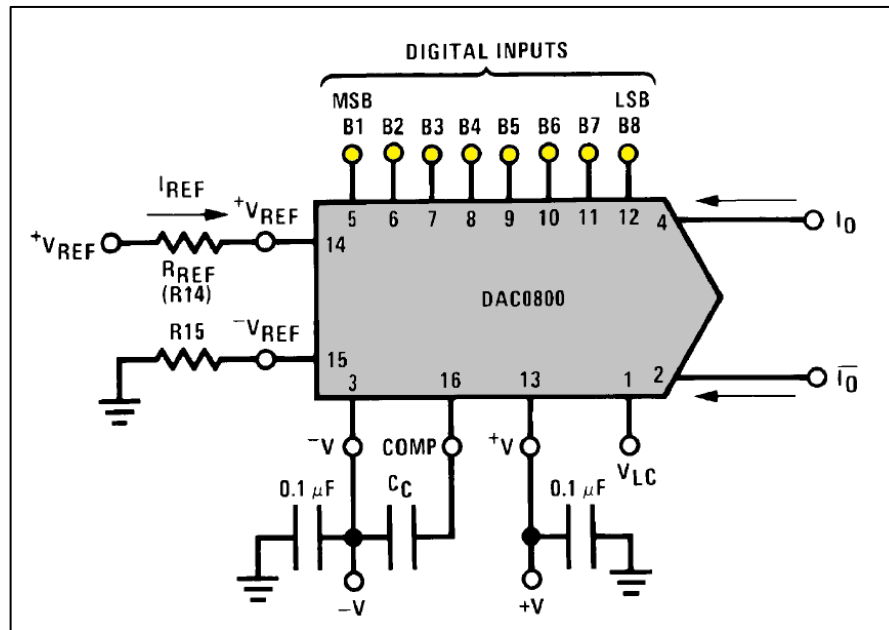 DIGITAL INPUTS
MSB LSB
B1 B2 B3 B4 B5 B6 B7 B8
IREF
+VREF
5 6 7 8 9 10 11 12 4
IO
+VREF
14
RREF
(R14)
DAC0800
R15
-VREF
15
3 16 13 1 2
IO
-V COMP +V
VLC
0.1 μF CC 0.1 μF
-V +V